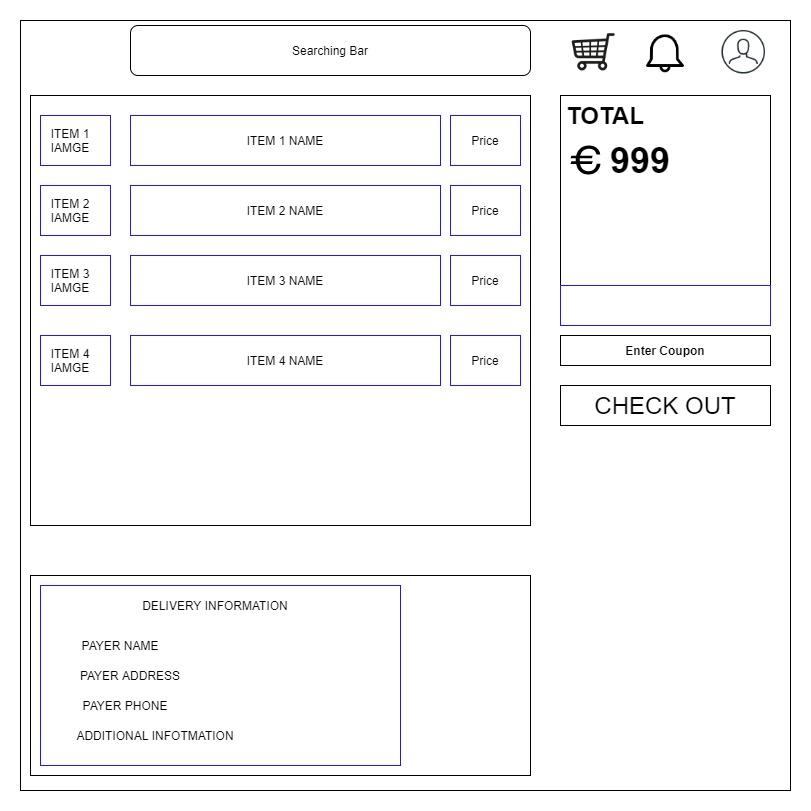 Searching Bar
TOTAL
€ 999
ITEM 1
IAMGE
ITEM 1 NAME
Price
ITEM 2
IAMGE
ITEM 2 NAME
Price
ITEM 3
IAMGE
ITEM 3 NAME
Price
ITEM 4
IAMGE
ITEM 4 NAME
Price
Enter Coupon
CHECK OUT
DELIVERY INFORMATION
PAYER NAME
PAYER ADDRESS
PAYER PHONE
ADDITIONAL INFOTMATION